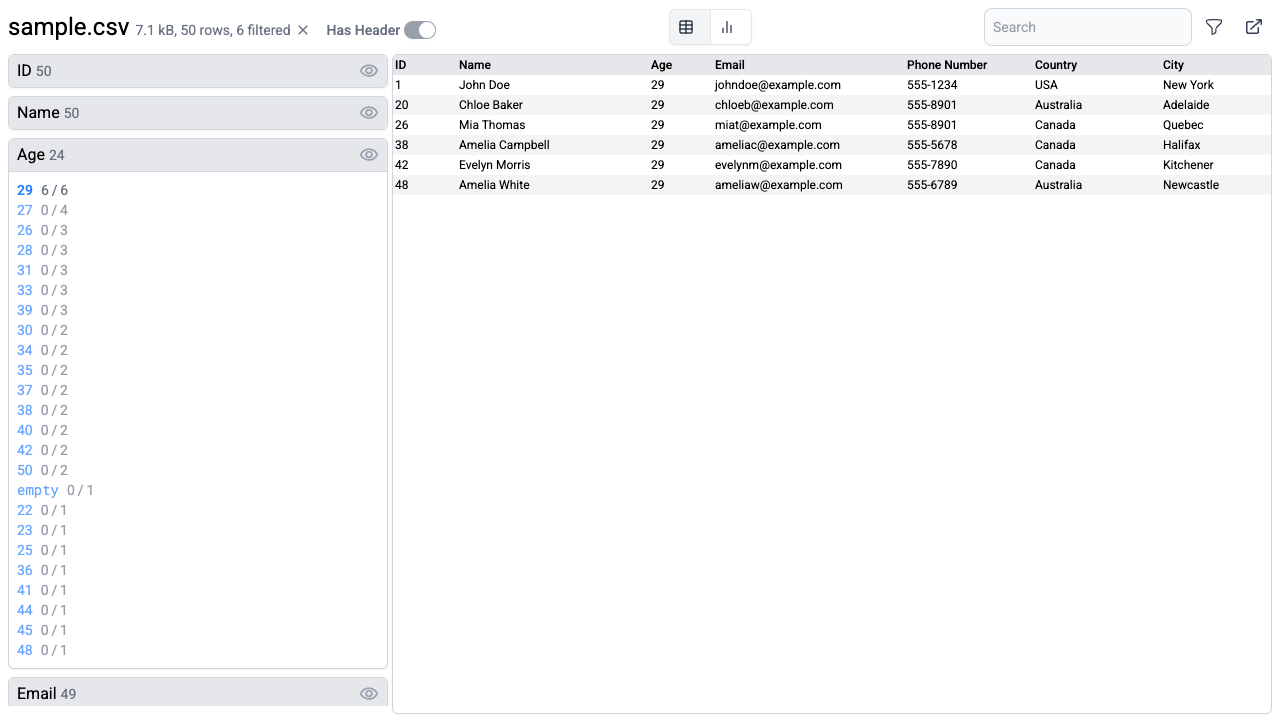 sample.csv 7.1 kB, 50 rows, 6 filtered Has Header Search
ID 50
Name 50
Age 24
29 6 / 6
27 0 / 4
26 0 / 3
28 0 / 3
31 0 / 3
33 0 / 3
39 0 / 3
30 0 / 2
34 0 / 2
35 0 / 2
37 0 / 2
38 0 / 2
40 0 / 2
42 0 / 2
50 0 / 2
empty 0 / 1
22 0 / 1
23 0 / 1
25 0 / 1
36 0 / 1
41 0 / 1
44 0 / 1
45 0 / 1
48 0 / 1
Email 49
ID Name Age Email Phone Number Country City
1 John Doe 29 johndoe@example.com 555-1234 USA New York
20 Chloe Baker 29 chloeb@example.com 555-8901 Australia Adelaide
26 Mia Thomas 29 miat@example.com 555-8901 Canada Quebec
38 Amelia Campbell 29 ameliac@example.com 555-5678 Canada Halifax
42 Evelyn Morris 29 evelynm@example.com 555-7890 Canada Kitchener
48 Amelia White 29 ameliaw@example.com 555-6789 Australia Newcastle